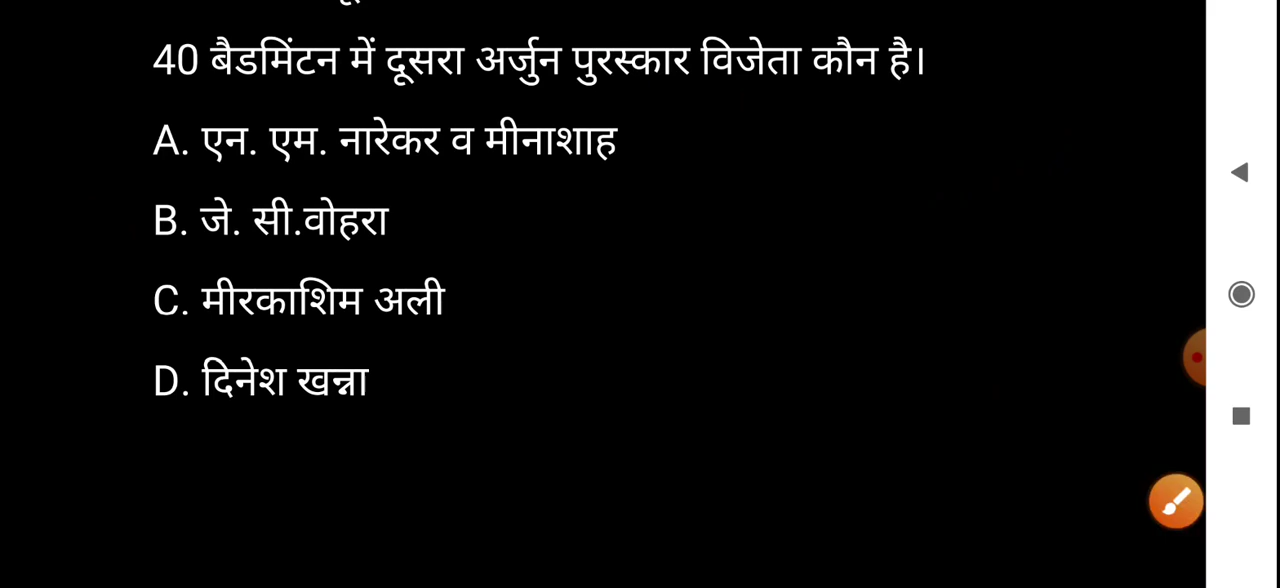 40 बैडमिंटन में दूसरा अर्जुन पुरस्कार विजेता कौन है।
A. एन. एम. नारेकर व मीनाशाह
B. जे. सी.वोहरा
C. मीरकाशिम अली
D. दिनेश खन्ना